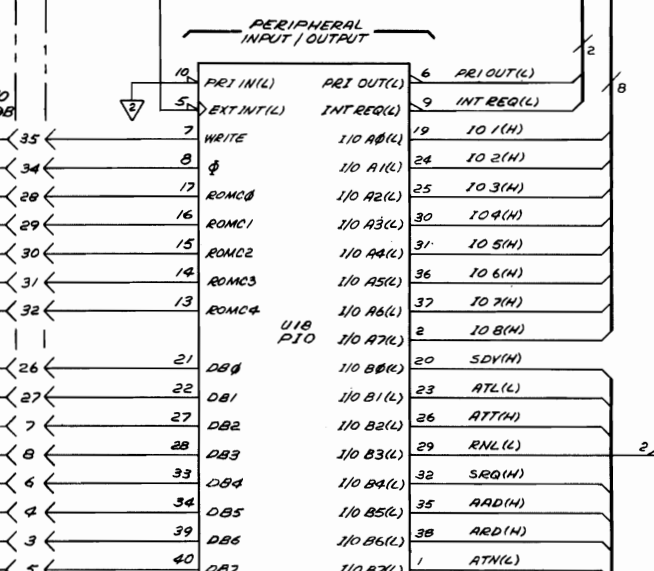 PERIPHERAL
INPUT / OUTPUT
2
8
10 PRI IN(L) PRI OUT(L) 6 PRI OUT(L)
2
5 EXT INT(L) INT REQ(L) 9 INT REQ(L)
35 7 WRITE I/O AØ(L) 19 IO 1(H)
34 8 Φ I/O A1(L) 24 IO 2(H)
28 17 ROMCØ I/O A2(L) 25 IO 3(H)
29 16 ROMC1 I/O A3(L) 30 IO 4(H)
30 15 ROMC2 I/O A4(L) 31 IO 5(H)
31 14 ROMC3 I/O A5(L) 36 IO 6(H)
32 13 ROMC4 I/O A6(L) 37 IO 7(H)
U18
PIO I/O A7(L) 2 IO 8(H)
26 21 DBØ I/O BØ(L) 20 SDV(H)
27 22 DB1 I/O B1(L) 23 ATL(L)
7 27 DB2 I/O B2(L) 26 ATT(H)
8 28 DB3 I/O B3(L) 29 RNL(L) 2
6 33 DB4 I/O B4(L) 32 SRQ(H)
4 34 DB5 I/O B5(L) 35 AAD(H)
3 39 DB6 I/O B6(L) 38 ARD(H)
5 40 DB7 I/O B7(L) 1 ATN(L)